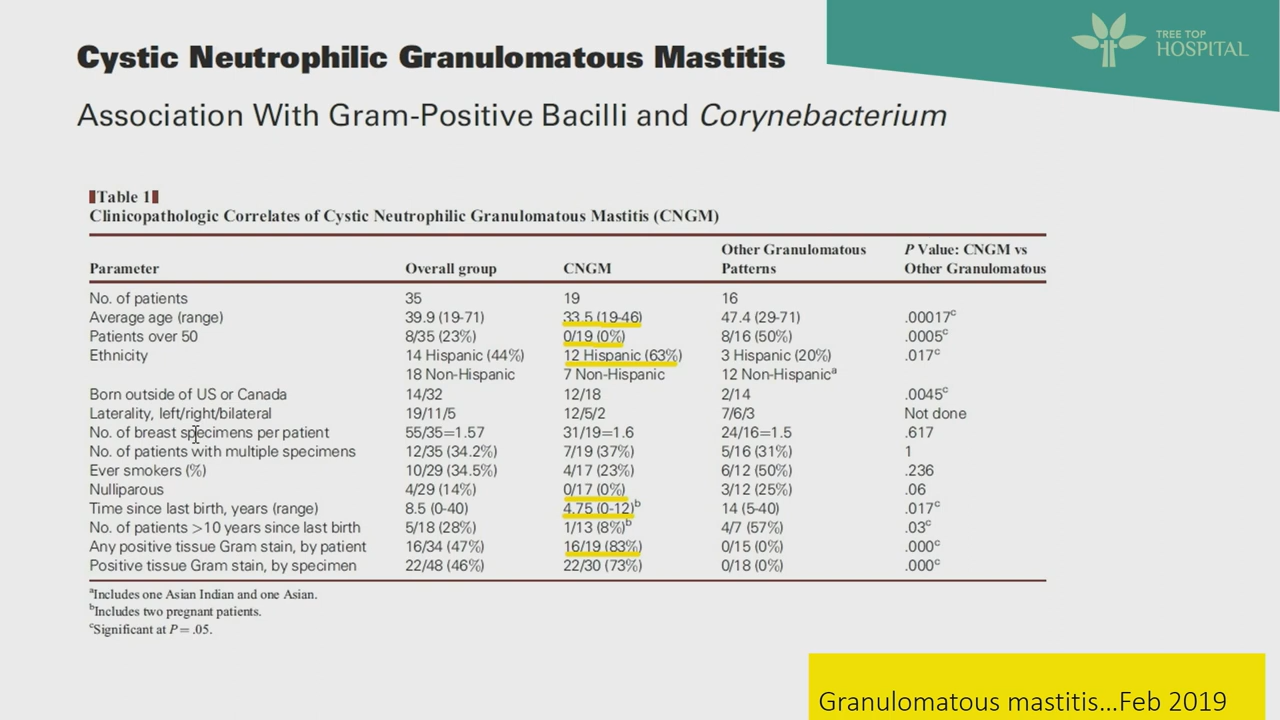 TREE TOP
HOSPITAL
Cystic Neutrophilic Granulomatous Mastitis
Association With Gram-Positive Bacilli and Corynebacterium
Table 1
Clinicopathologic Correlates of Cystic Neutrophilic Granulomatous Mastitis (CNGM)
Parameter Overall group CNGM Other Granulomatous Patterns P Value: CNGM vs Other Granulomatous
No. of patients 35 19 16
Average age (range) 39.9 (19-71) 33.5 (19-46) 47.4 (29-71) .00017c
Patients over 50 8/35 (23%) 0/19 (0%) 8/16 (50%) .0005c
Ethnicity 14 Hispanic (44%) 12 Hispanic (63%) 3 Hispanic (20%) .017c
18 Non-Hispanic 7 Non-Hispanic 12 Non-Hispanica
Born outside of US or Canada 14/32 12/18 2/14 .0045c
Laterality, left/right/bilateral 19/11/5 12/5/2 7/6/3 Not done
No. of breast specimens per patient 55/35=1.57 31/19=1.6 24/16=1.5 .617
No. of patients with multiple specimens 12/35 (34.2%) 7/19 (37%) 5/16 (31%) 1
Ever smokers (%) 10/29 (34.5%) 4/17 (23%) 6/12 (50%) .236
Nulliparous 4/29 (14%) 0/17 (0%) 3/12 (25%) .06
Time since last birth, years (range) 8.5 (0-40) 4.75 (0-12)b 14 (5-40) .017c
No. of patients >10 years since last birth 5/18 (28%) 1/13 (8%)b 4/7 (57%) .03c
Any positive tissue Gram stain, by patient 16/34 (47%) 16/19 (83%) 0/15 (0%) .000c
Positive tissue Gram stain, by specimen 22/48 (46%) 22/30 (73%) 0/18 (0%) .000c
aIncludes one Asian Indian and one Asian.
bIncludes two pregnant patients.
cSignificant at P = .05.
Granulomatous mastitis...Feb 2019